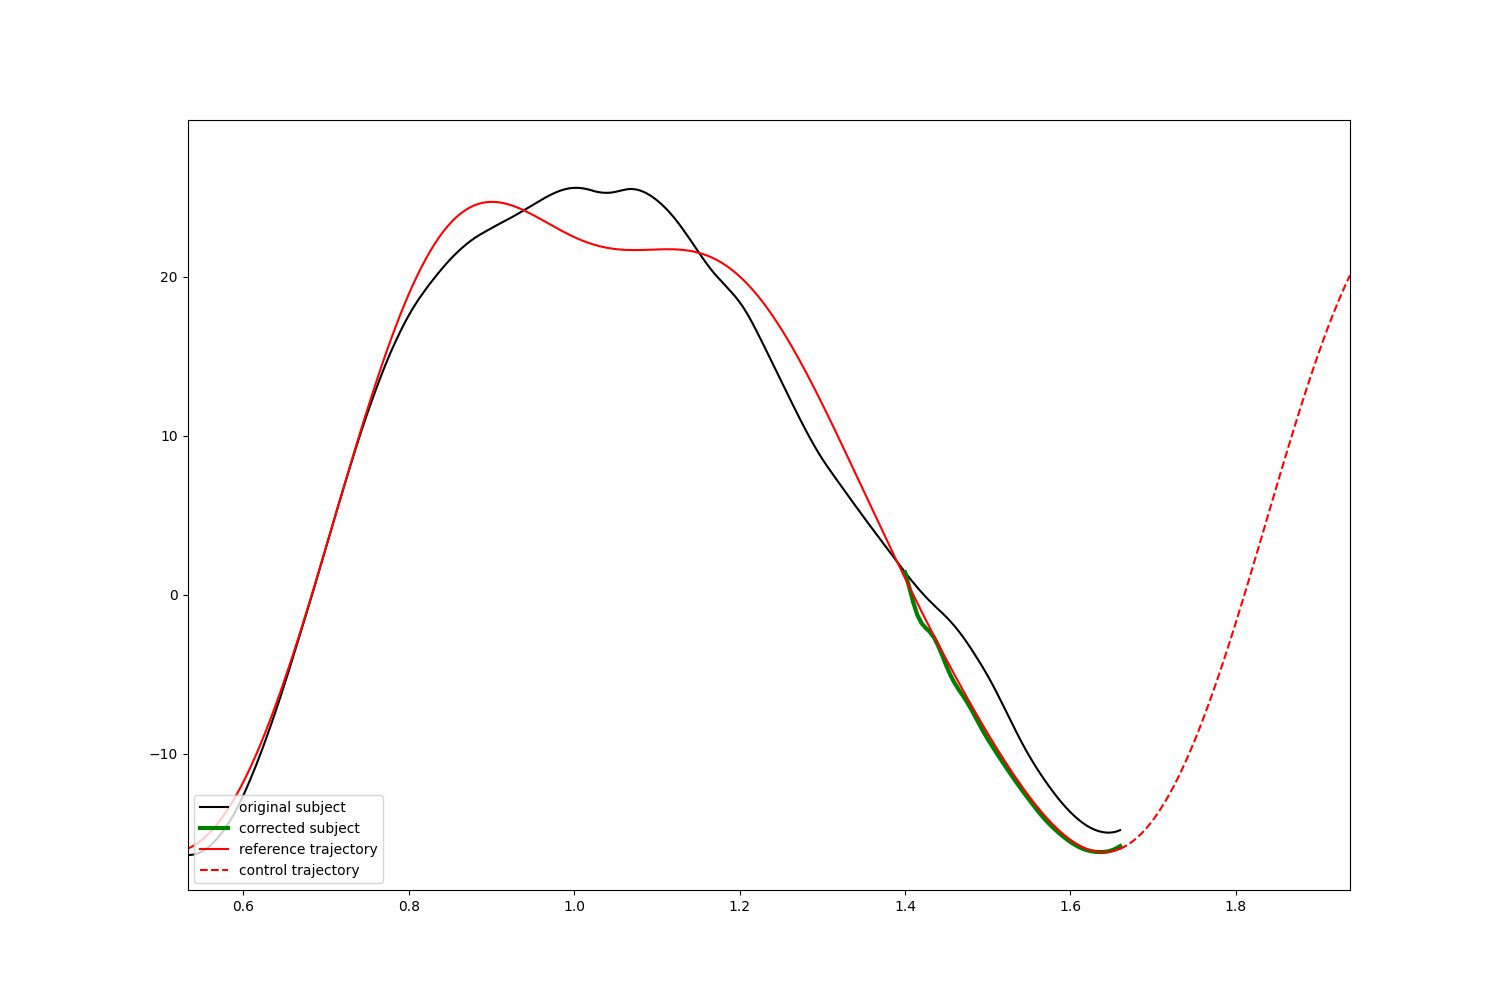 20
10
0
−10
original subject
corrected subject
reference trajectory
control trajectory
0.6 0.8 1.0 1.2 1.4 1.6 1.8